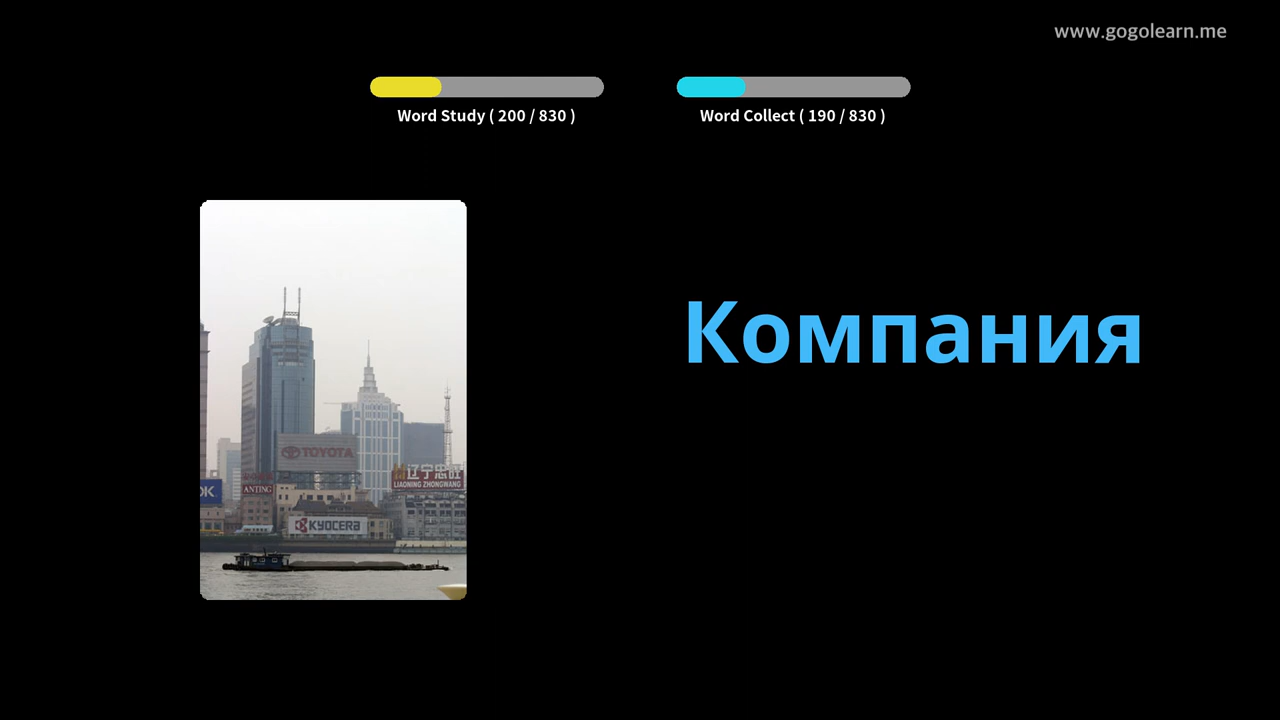 www.gogolearn.me
Word Study ( 200 / 830 )
Word Collect ( 190 / 830 )
Компания
TOYOTA
辽宁忠旺
LIAONING ZHONGWANG
ANTING
KYOCERA